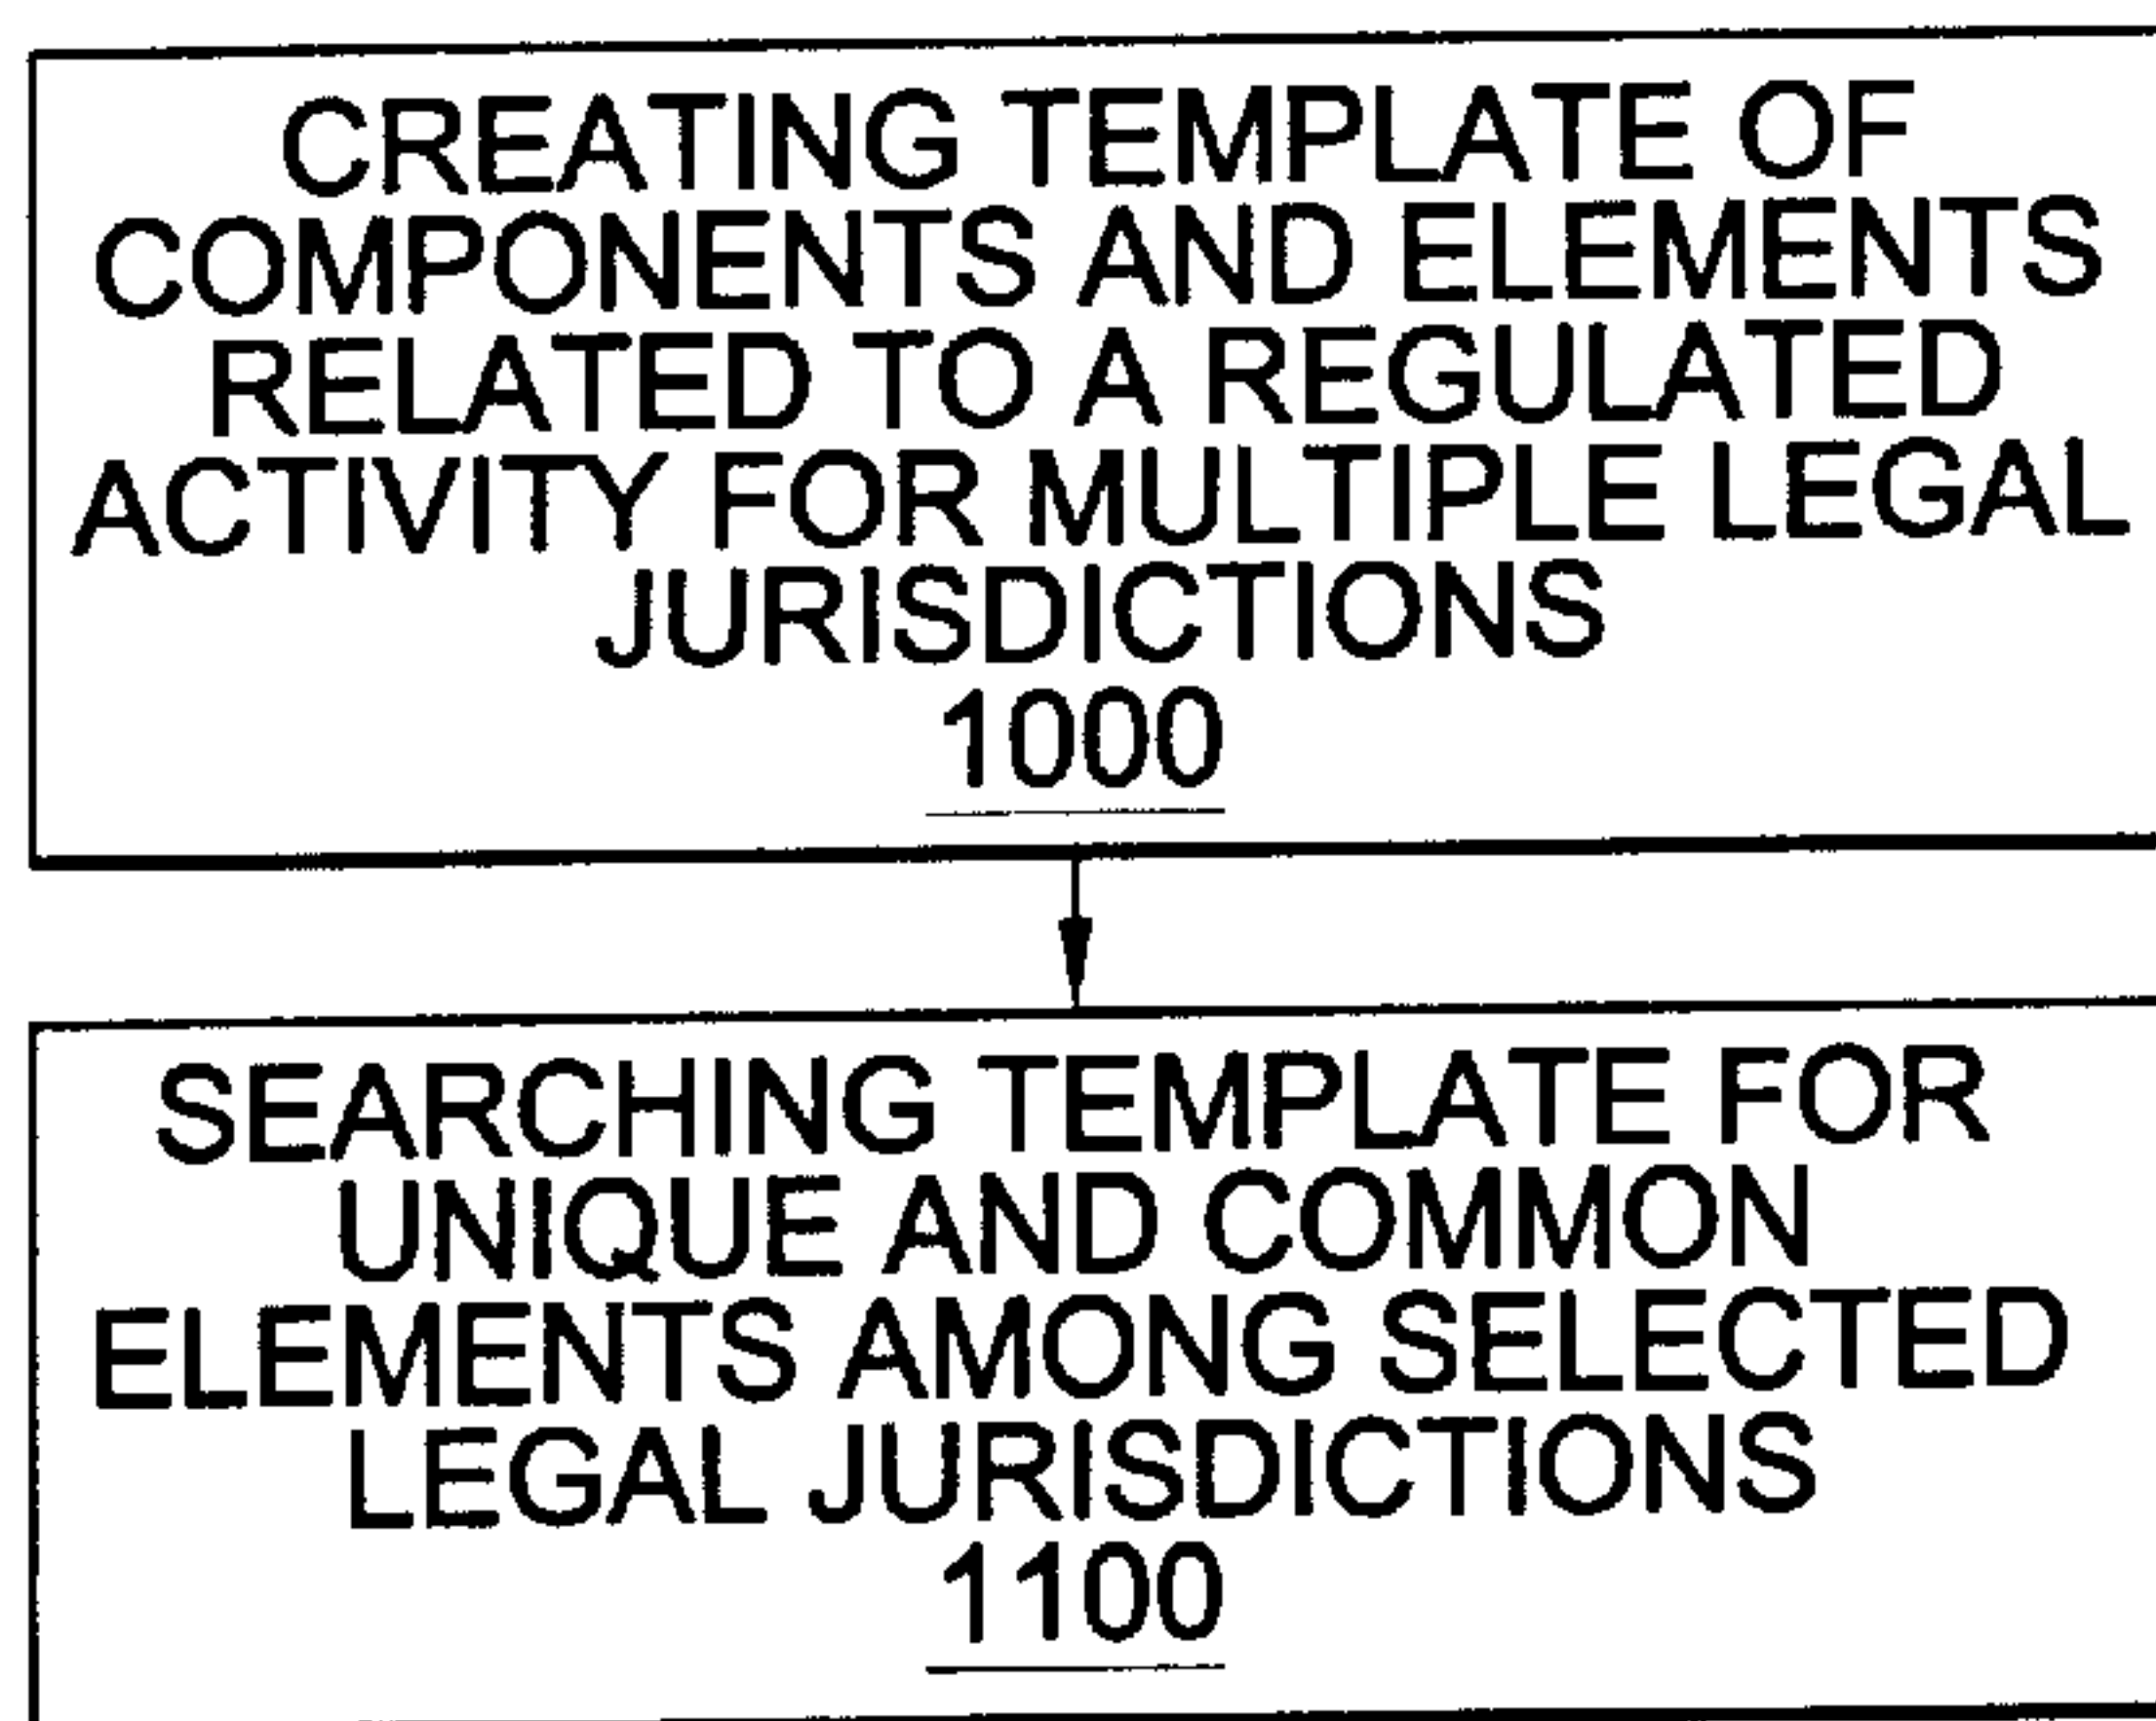 CREATING TEMPLATE OF
COMPONENTS AND ELEMENTS
RELATED TO A REGULATED
ACTIVITY FOR MULTIPLE LEGAL
JURISDICTIONS
1000
SEARCHING TEMPLATE FOR
UNIQUE AND COMMON
ELEMENTS AMONG SELECTED
LEGAL JURISDICTIONS
1100